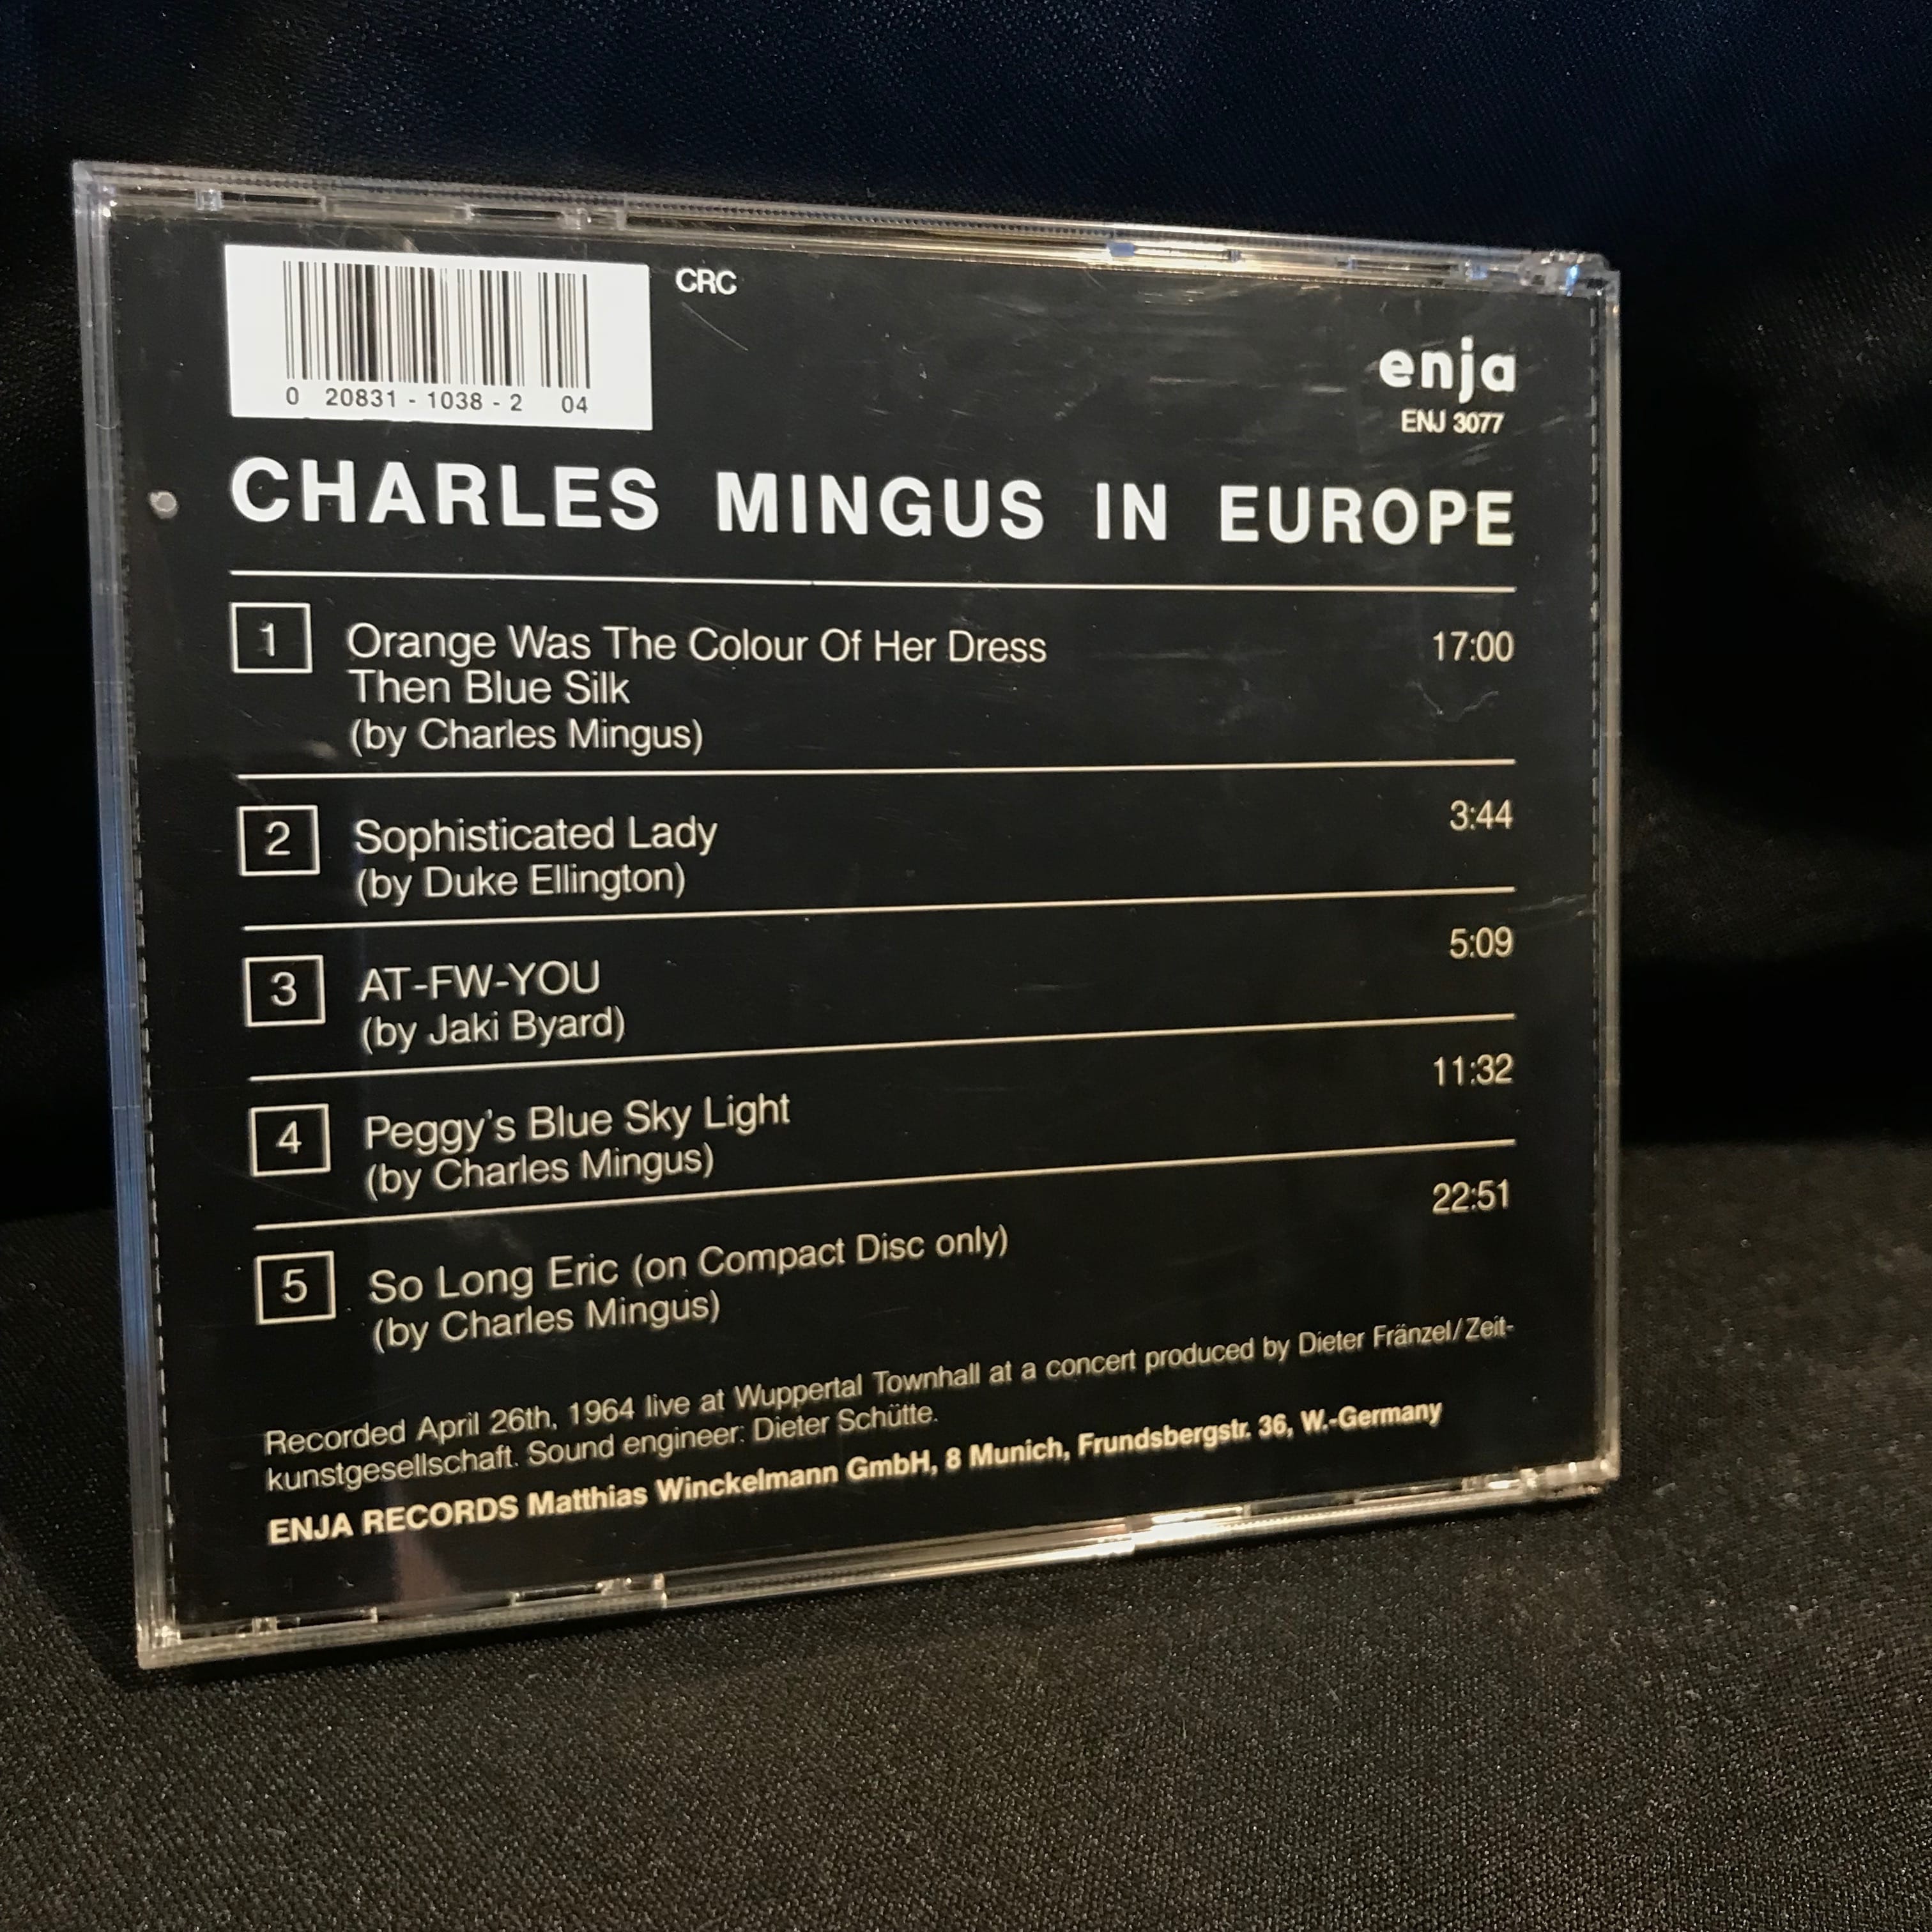 CRC
0 20831 - 1038 - 2 04
enja
ENJ 3077
CHARLES MINGUS IN EUROPE
1 Orange Was The Colour Of Her Dress 17:00
Then Blue Silk
(by Charles Mingus)
2 Sophisticated Lady 3:44
(by Duke Ellington)
3 AT-FW-YOU 5:09
(by Jaki Byard)
4 Peggy's Blue Sky Light 11:32
(by Charles Mingus)
5 So Long Eric (on Compact Disc only) 22:51
(by Charles Mingus)
Recorded April 26th, 1964 live at Wuppertal Townhall at a concert produced by Dieter Fränzel/Zeit-
kunstgesellschaft. Sound engineer: Dieter Schütte.
ENJA RECORDS Matthias Winckelmann GmbH, 8 Munich, Frundsbergstr. 36, W.-Germany